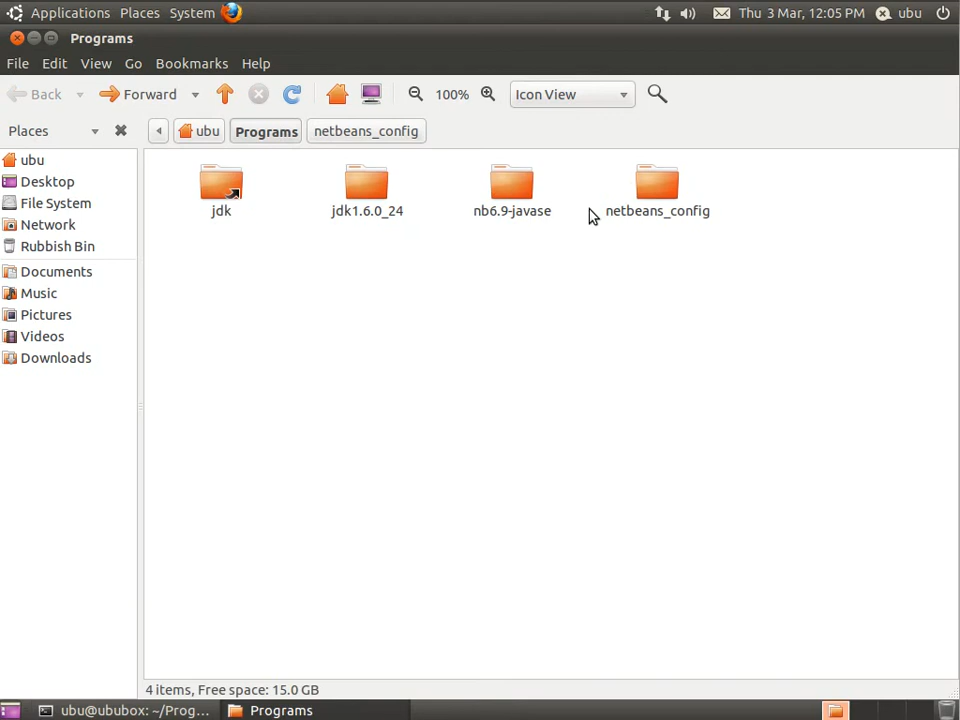 Applications Places System Thu 3 Mar, 12:05 PM ubu
Programs
File Edit View Go Bookmarks Help
Back Forward 100% Icon View
Places ubu Programs netbeans_config
ubu
Desktop
File System
Network
Rubbish Bin
Documents
Music
Pictures
Videos
Downloads
jdk jdk1.6.0_24 nb6.9-javase netbeans_config
4 items, Free space: 15.0 GB
ubu@ububox: ~/Prog... Programs